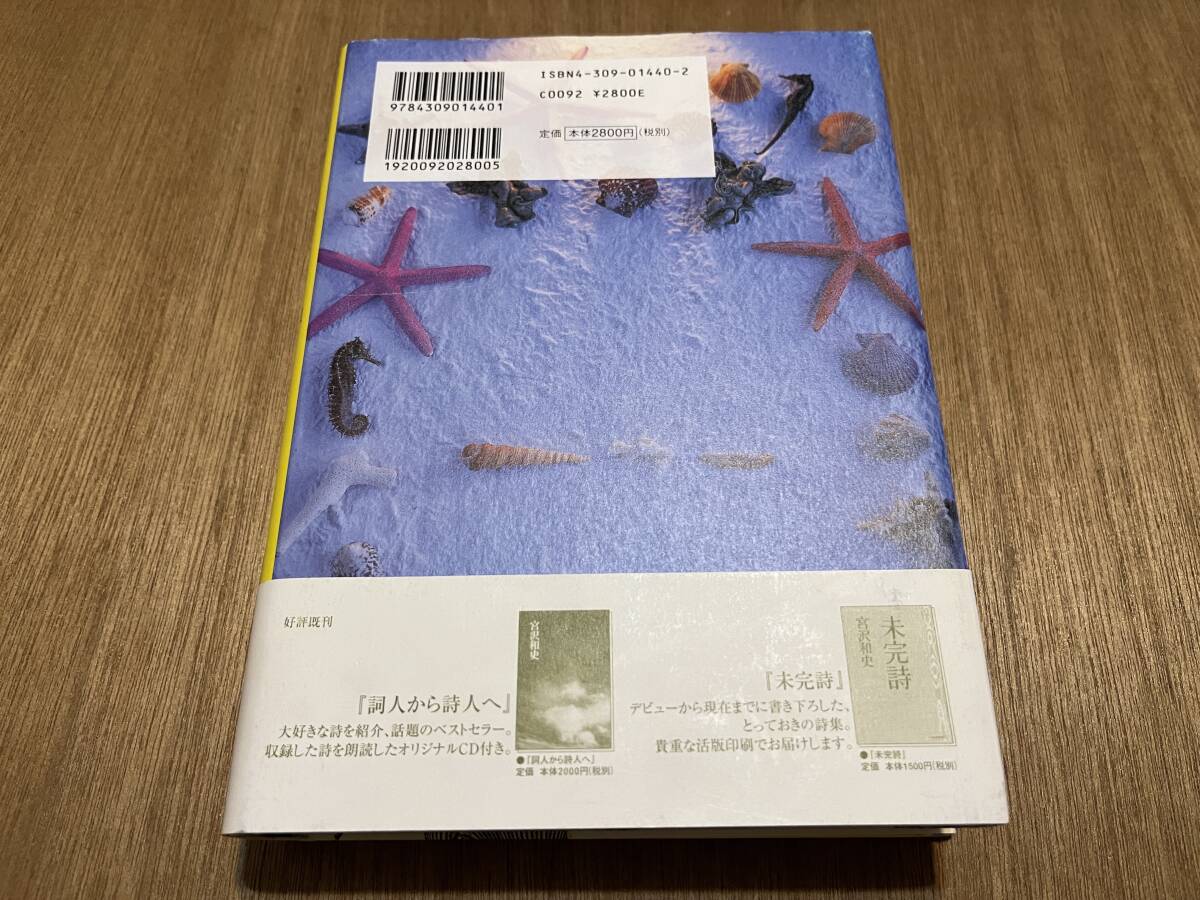 ISBN4-309-01440-2
9784309014401
C0092 ¥2800E
定価 本体2800円(税別)
1920092028005
好評既刊
宮沢和史
『詞人から詩人へ』
大好きな詩を紹介、話題のベストセラー。
収録した詩を朗読したオリジナルCD付き。
●『詞人から詩人へ』
定価 本体2000円(税別)
未完詩
宮沢和史
『未完詩』
デビューから現在までに書き下ろした、
とっておきの詩集。
貴重な活版印刷でお届けします。
●『未完詩』
定価 本体1500円(税別)